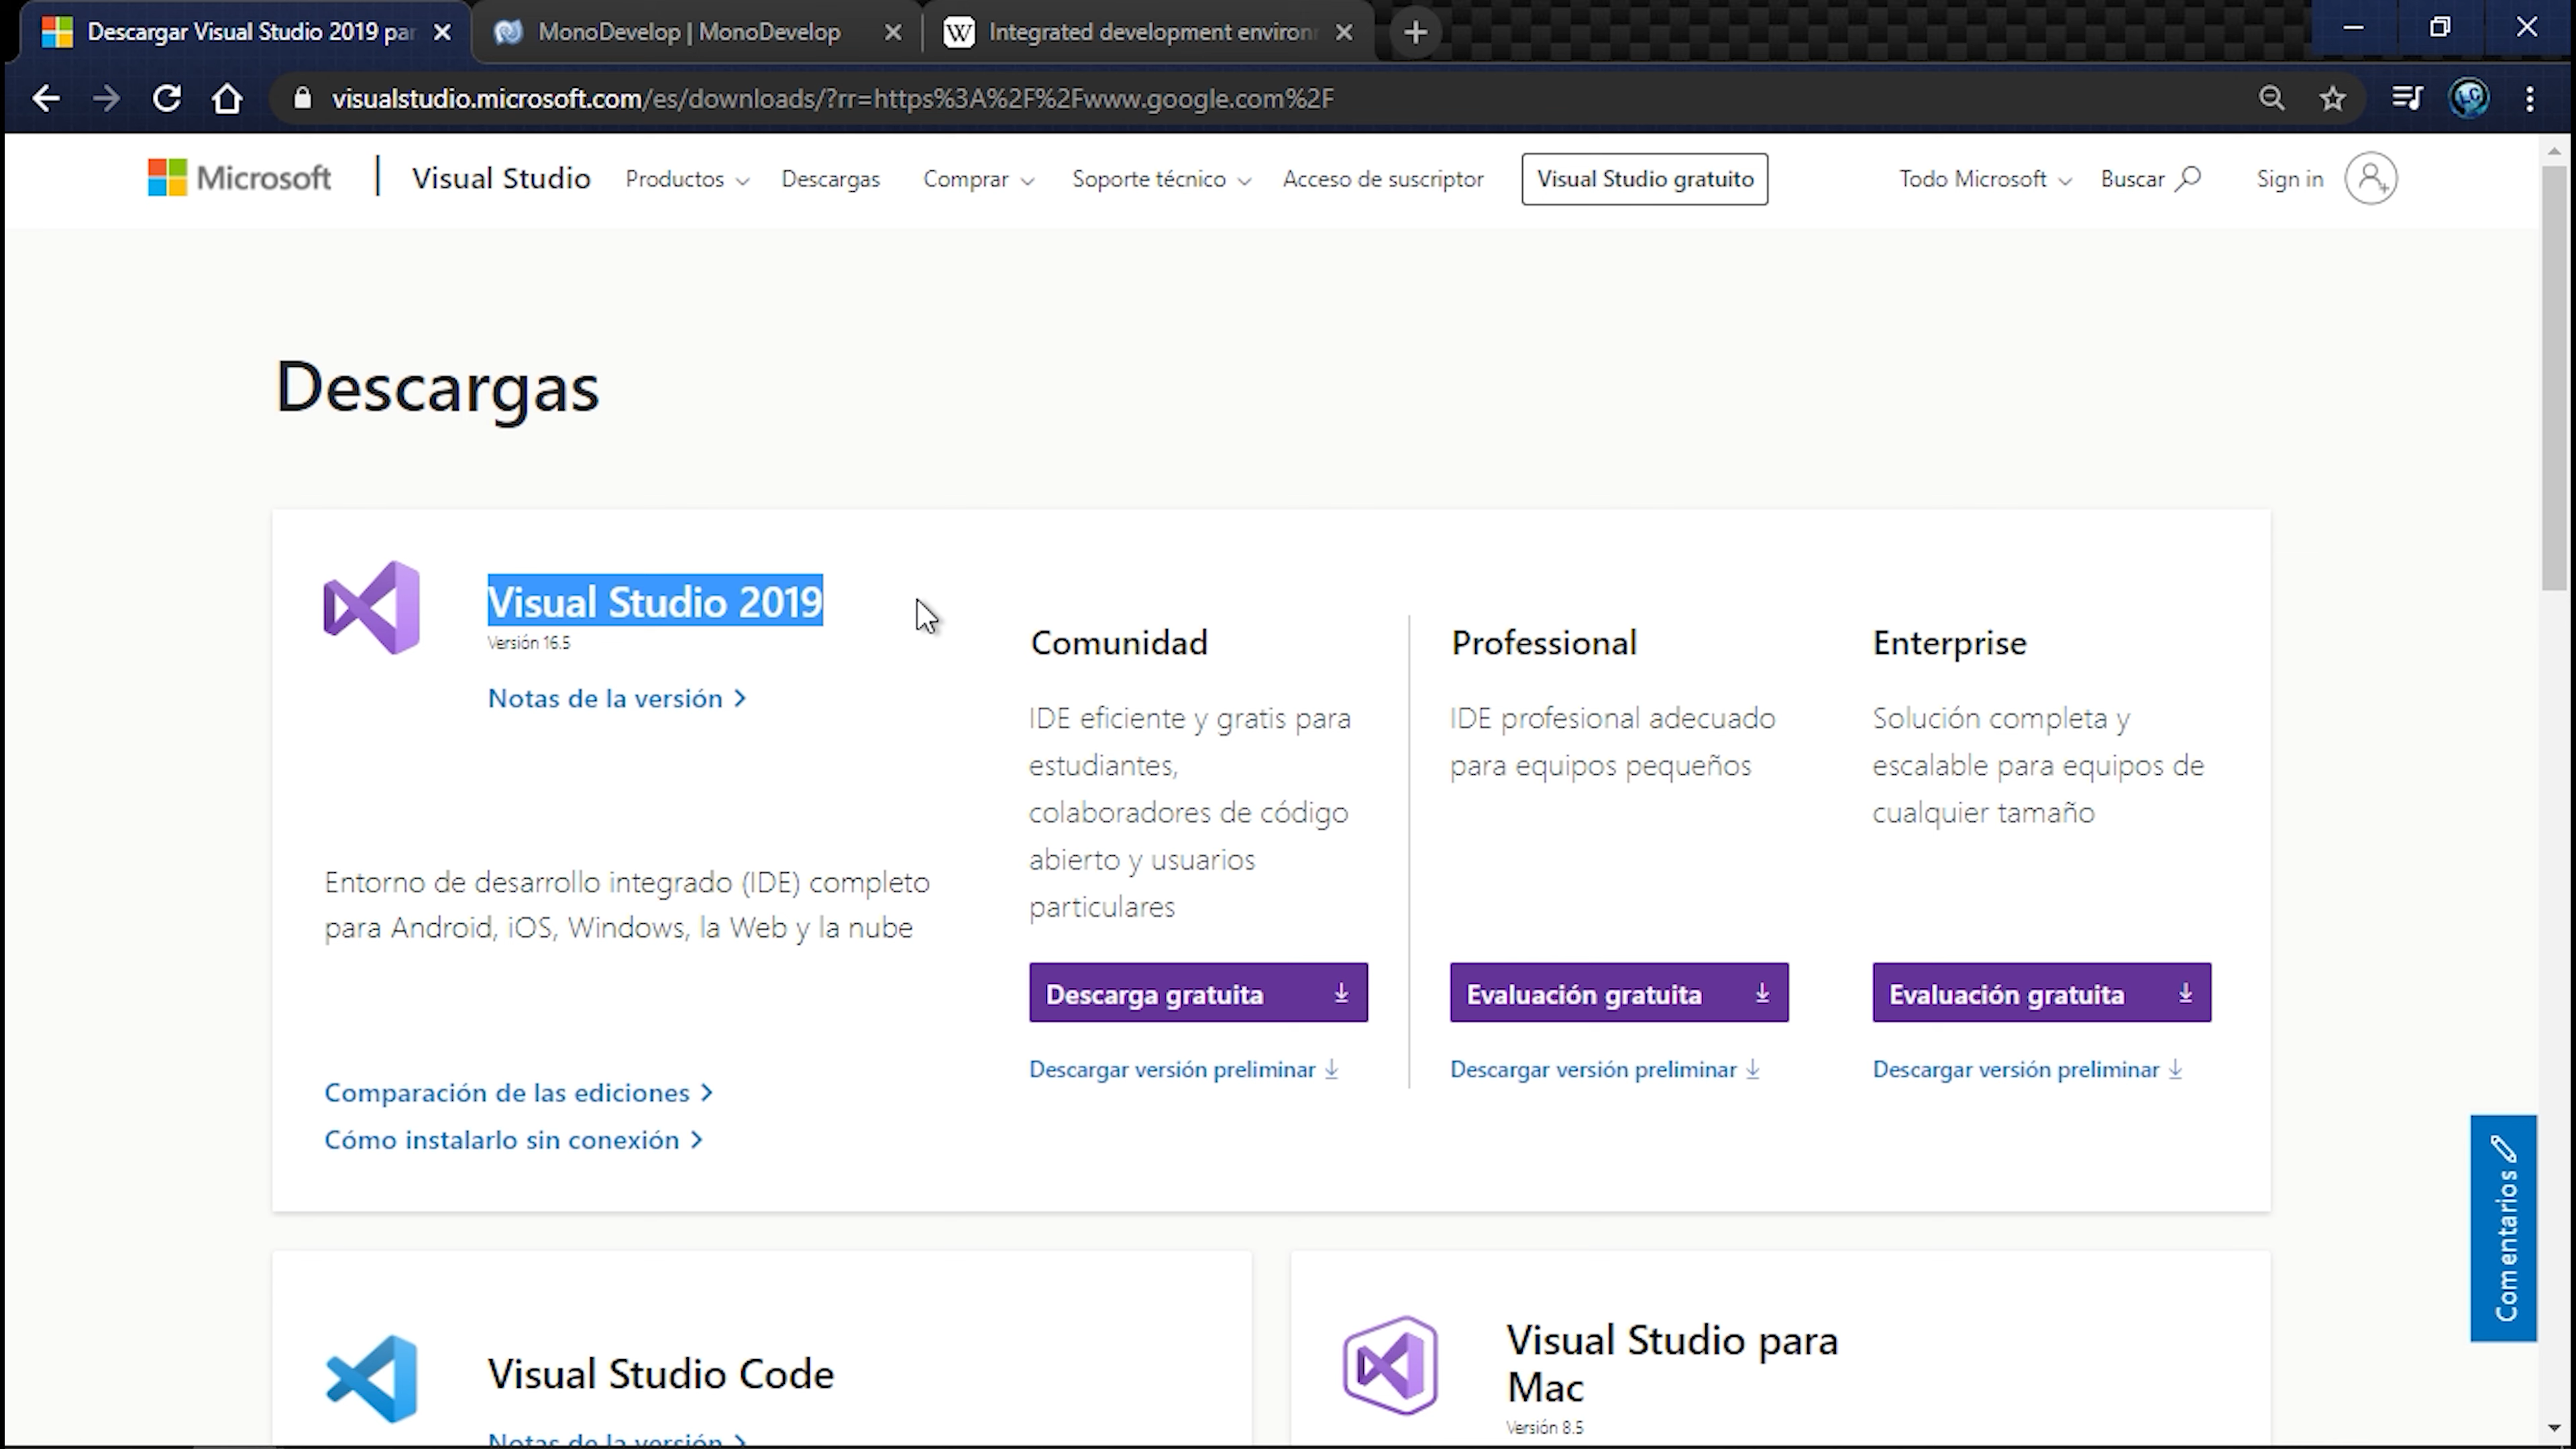 Descargar Visual Studio 2019 par
MonoDevelop | MonoDevelop
Integrated development environ
visualstudio.microsoft.com/es/downloads/?rr=https%3A%2F%2Fwww.google.com%2F
Microsoft
Visual Studio
Productos
Descargas
Comprar
Soporte técnico
Acceso de suscriptor
Visual Studio gratuito
Todo Microsoft
Buscar
Sign in
Descargas
Visual Studio 2019
Versión 16.5
Notas de la versión
Entorno de desarrollo integrado (IDE) completo
para Android, iOS, Windows, la Web y la nube
Comparación de las ediciones
Cómo instalarlo sin conexión
Comunidad
IDE eficiente y gratis para
estudiantes,
colaboradores de código
abierto y usuarios
particulares
Descarga gratuita
Descargar versión preliminar
Professional
IDE profesional adecuado
para equipos pequeños
Evaluación gratuita
Descargar versión preliminar
Enterprise
Solución completa y
escalable para equipos de
cualquier tamaño
Evaluación gratuita
Descargar versión preliminar
Comentarios
Visual Studio Code
Notas de la versión
Visual Studio para
Mac
Versión 8.5